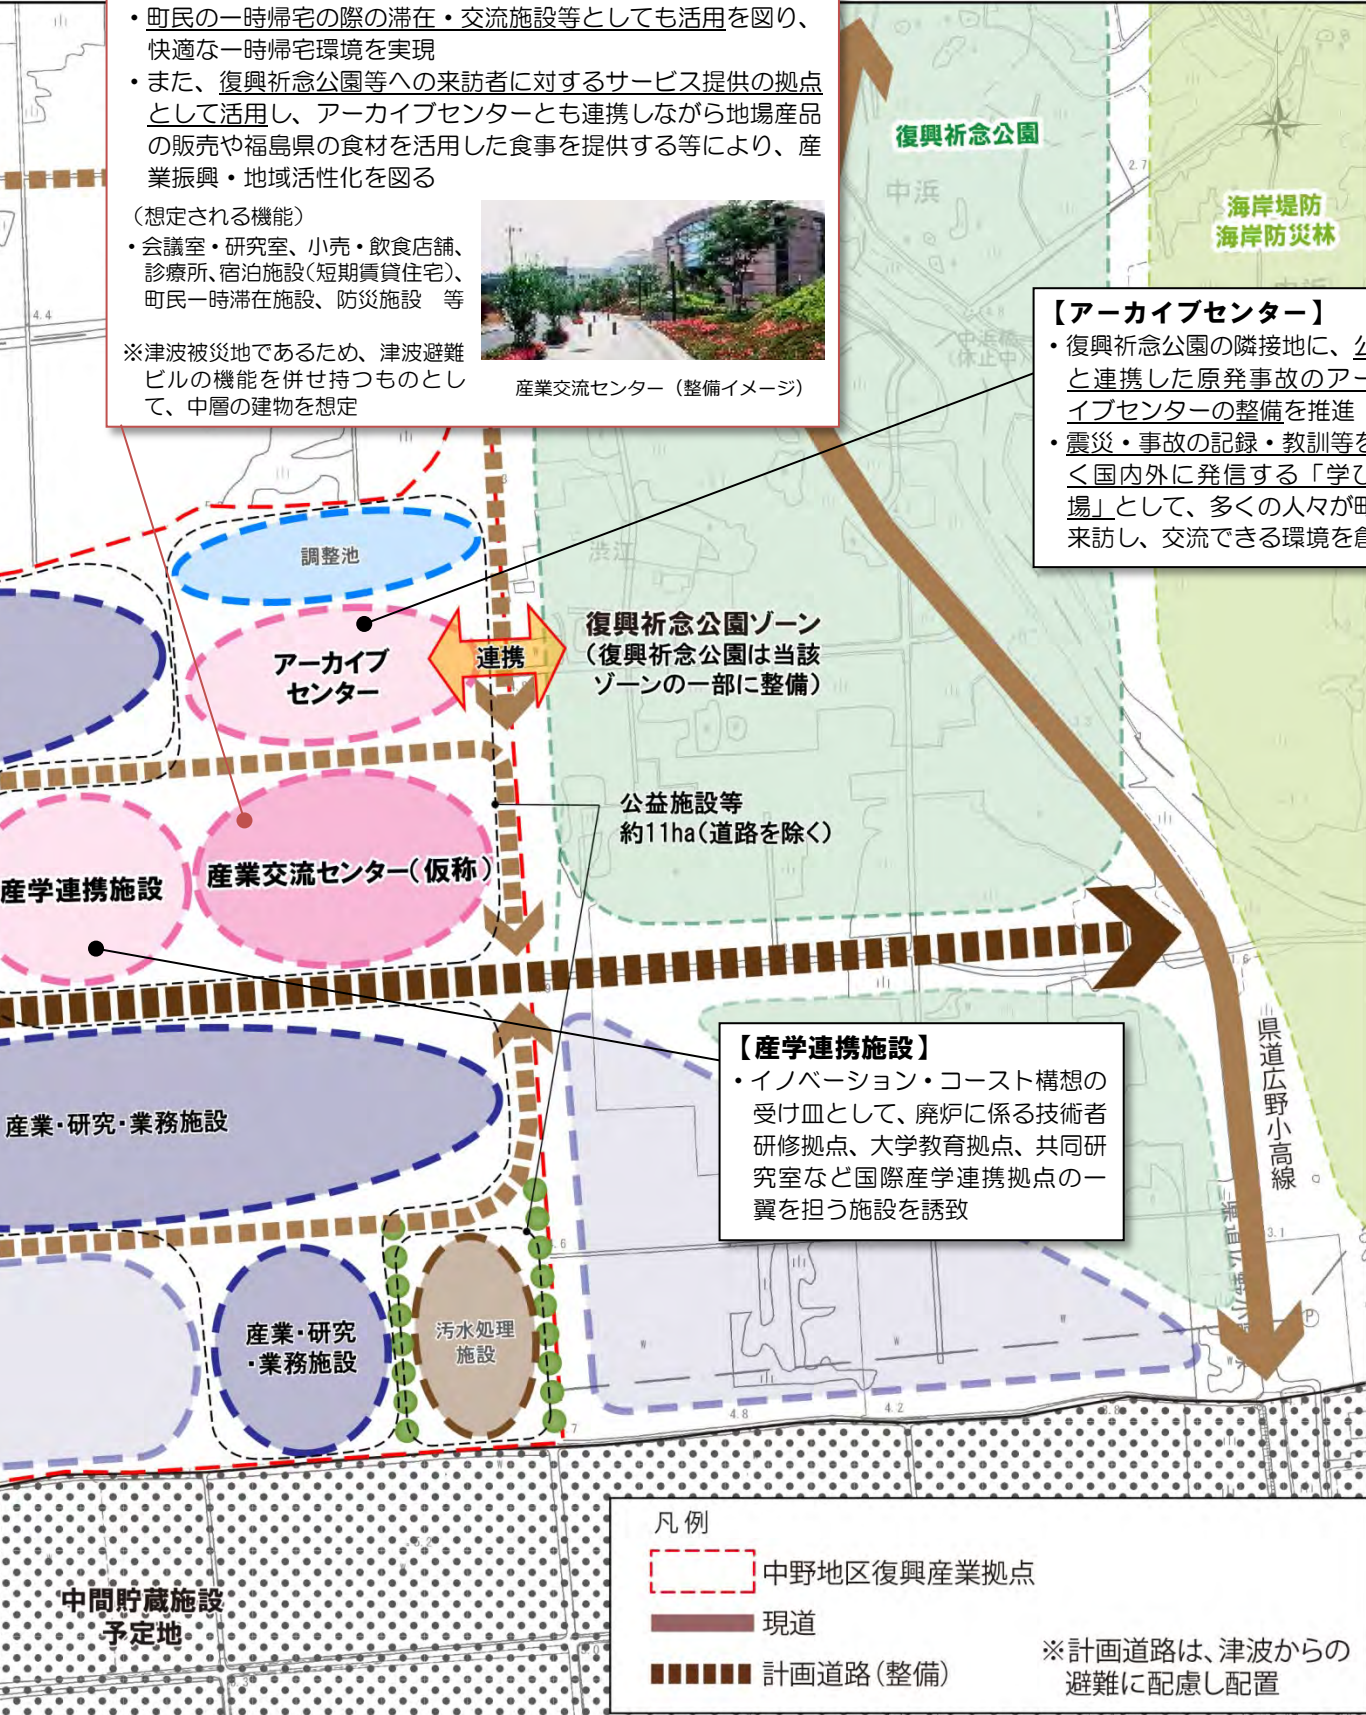 ・町民の一時帰宅の際の滞在・交流施設等としても活用を図り、
快適な一時帰宅環境を実現
・また、復興祈念公園等への来訪者に対するサービス提供の拠点
として活用し、アーカイブセンターとも連携しながら地場産品
の販売や福島県の食材を活用した食事を提供する等により、産
業振興・地域活性化を図る
（想定される機能）
・会議室・研究室、小売・飲食店舗、
診療所、宿泊施設（短期賃貸住宅）、
町民一時滞在施設、防災施設　等
※津波被災地であるため、津波避難
ビルの機能を併せ持つものとし
て、中層の建物を想定
産業交流センター（整備イメージ）
復興祈念公園
中浜
2.7
海岸堤防
海岸防災林
中浜
4.4
中浜橋
（休止中）
【アーカイブセンター】
・復興祈念公園の隣接地に、
と連携した原発事故のアー
イブセンターの整備を推進
・震災・事故の記録・教訓等を
く国内外に発信する「学び
場」として、多くの人々が町
来訪し、交流できる環境を創
調整池
渋江
アーカイブ
センター
連携
復興祈念公園ゾーン
（復興祈念公園は当該
ゾーンの一部に整備）
公益施設等
約11ha（道路を除く）
産学連携施設
産業交流センター（仮称）
1.6
【産学連携施設】
・イノベーション・コースト構想の
受け皿として、廃炉に係る技術者
研修拠点、大学教育拠点、共同研
究室など国際産学連携拠点の一
翼を担う施設を誘致
県道広野小高線
産業・研究・業務施設
3.1
産業・研究
・業務施設
汚水処理
施設
P
4.8
4.2
3.8
5.2
中間貯蔵施設
予定地
凡例
中野地区復興産業拠点
現道
計画道路（整備）
※計画道路は、津波からの
避難に配慮し配置